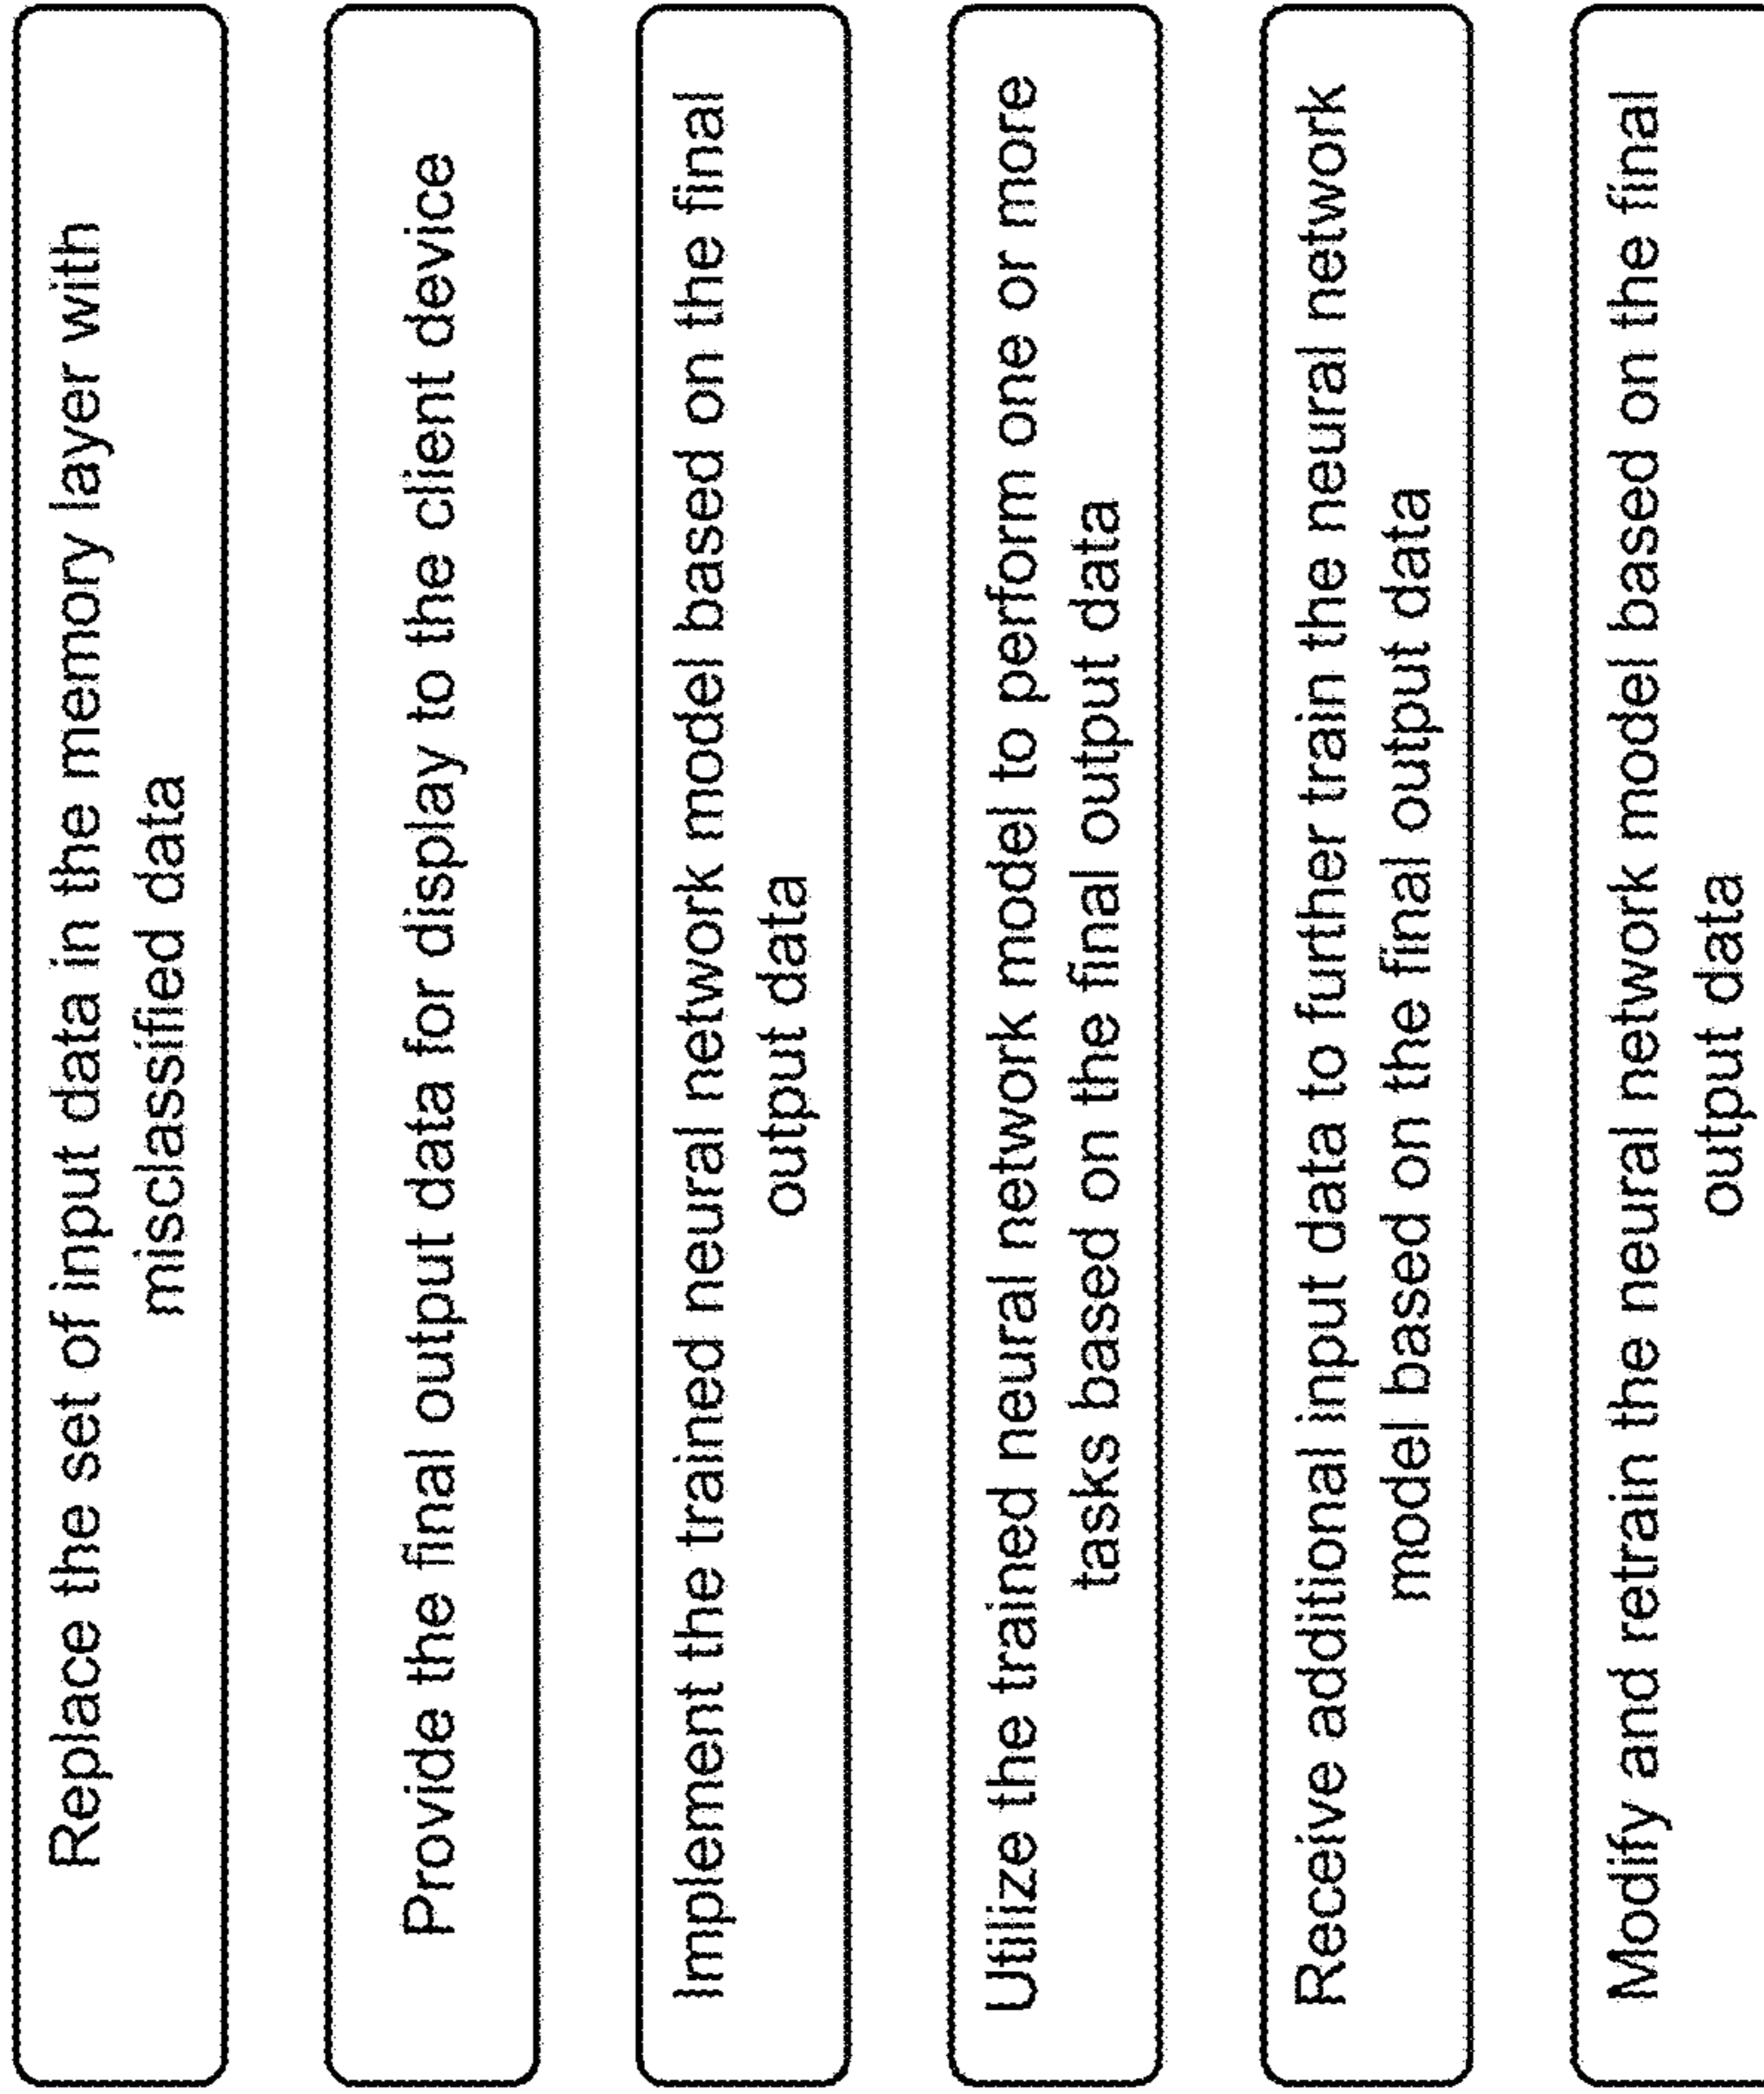 Replace the set of input data in the memory layer with
misclassified data
Provide the final output data for display to the client device
Implement the trained neural network model based on the final
output data
Utilize the trained neural network model to perform one or more
tasks based on the final output data
Receive additional input data to further train the neural network
model based on the final output data
Modify and retrain the neural network model based on the final
output data